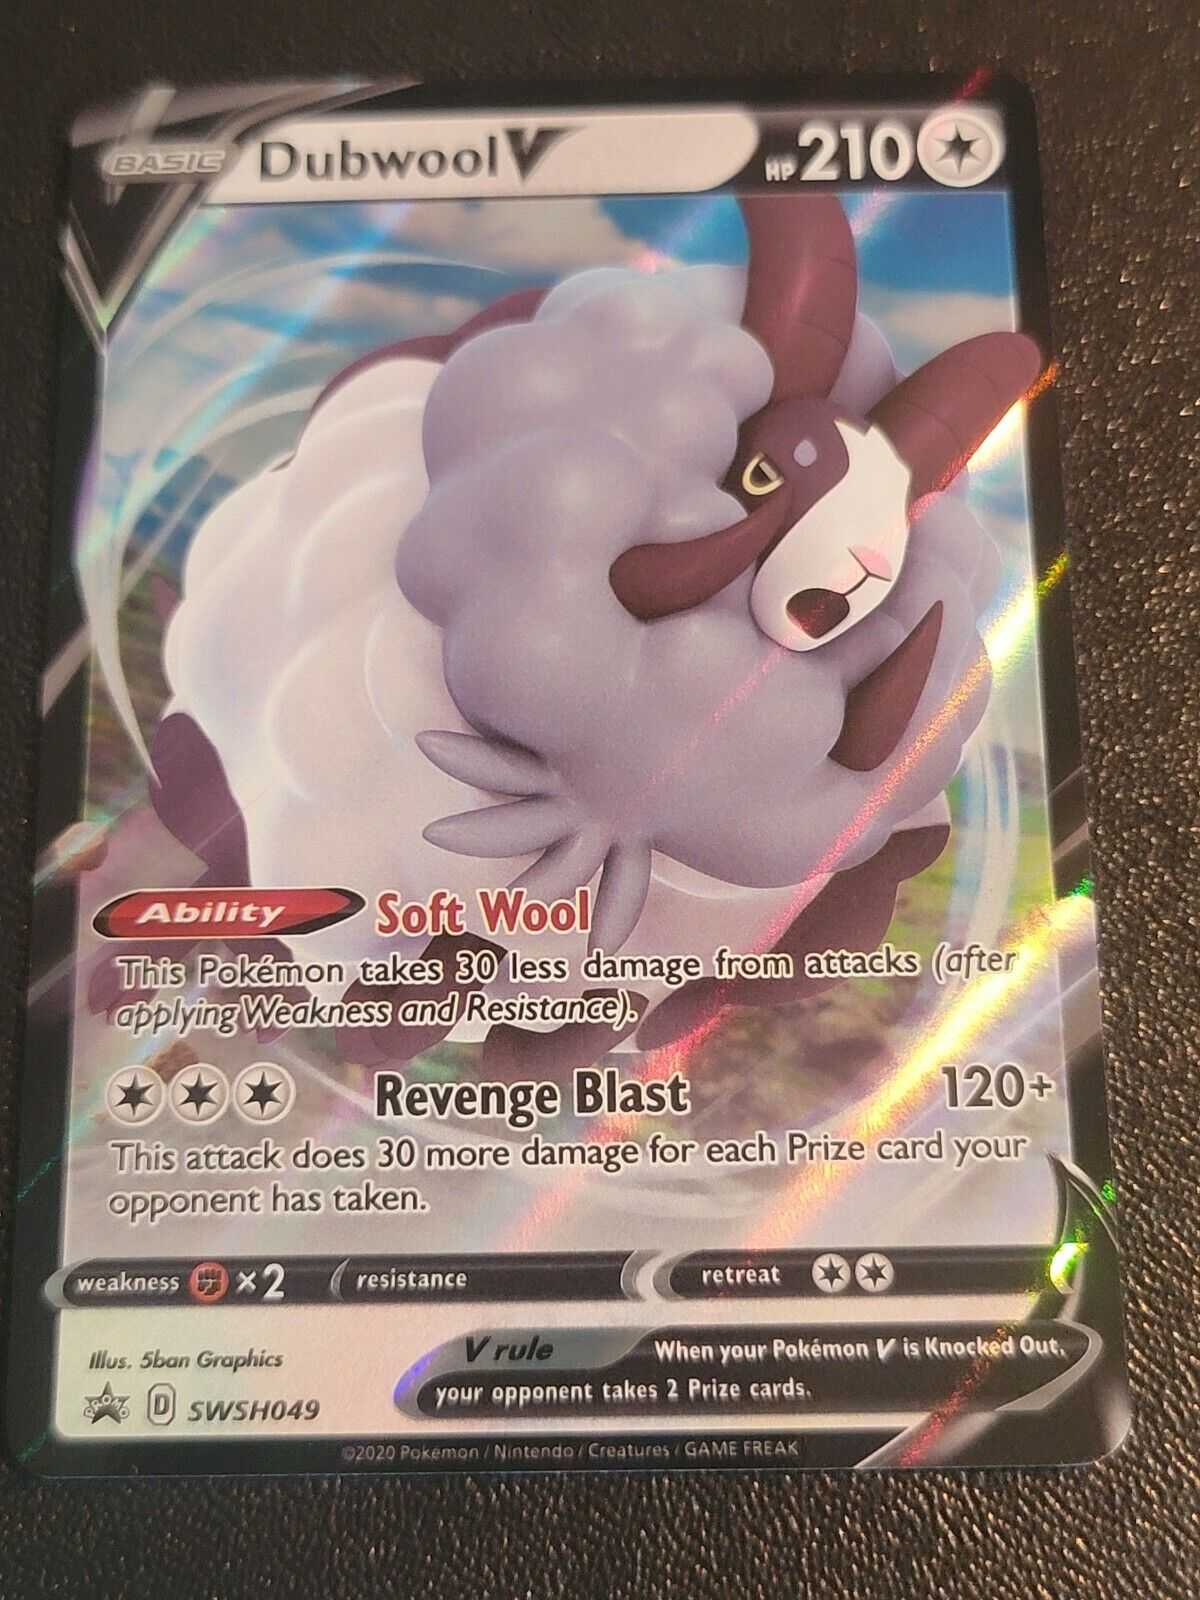 BASIC Dubwool V HP 210
Ability Soft Wool
This Pokémon takes 30 less damage from attacks (after
applying Weakness and Resistance).
Revenge Blast 120+
This attack does 30 more damage for each Prize card your
opponent has taken.
weakness ×2 resistance retreat
Illus. 5ban Graphics
V rule When your Pokémon V is Knocked Out,
your opponent takes 2 Prize cards.
PROMO D SWSH049
©2020 Pokémon / Nintendo / Creatures / GAME FREAK